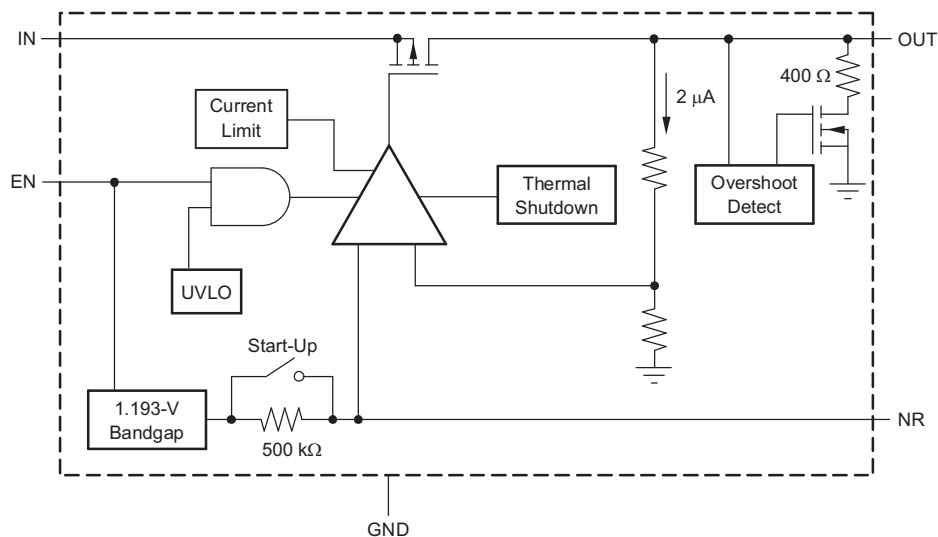 IN
OUT
400 Ω
2 μA
Current
Limit
EN
Thermal
Shutdown
Overshoot
Detect
UVLO
Start-Up
1.193-V
Bandgap
500 kΩ
NR
GND